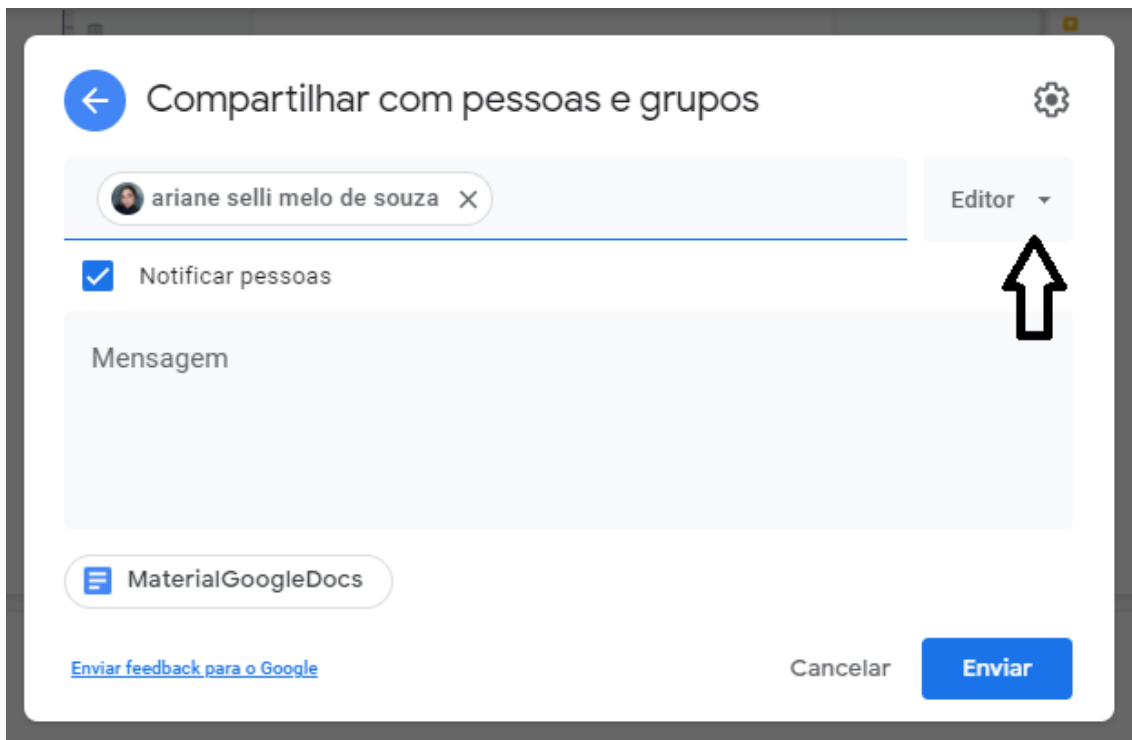 Compartilhar com pessoas e grupos
ariane selli melo de souza
Editor
Notificar pessoas
Mensagem
MaterialGoogleDocs
Enviar feedback para o Google
Cancelar
Enviar